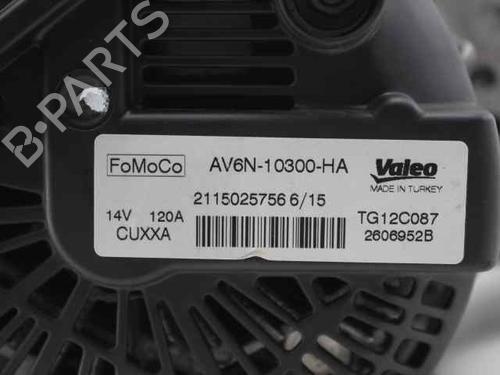 B-PARTS
FoMoCo AV6N-10300-HA Valeo
MADE IN TURKEY
2115025756 6/15
14V 120A TG12C087
CUXXA 2606952B